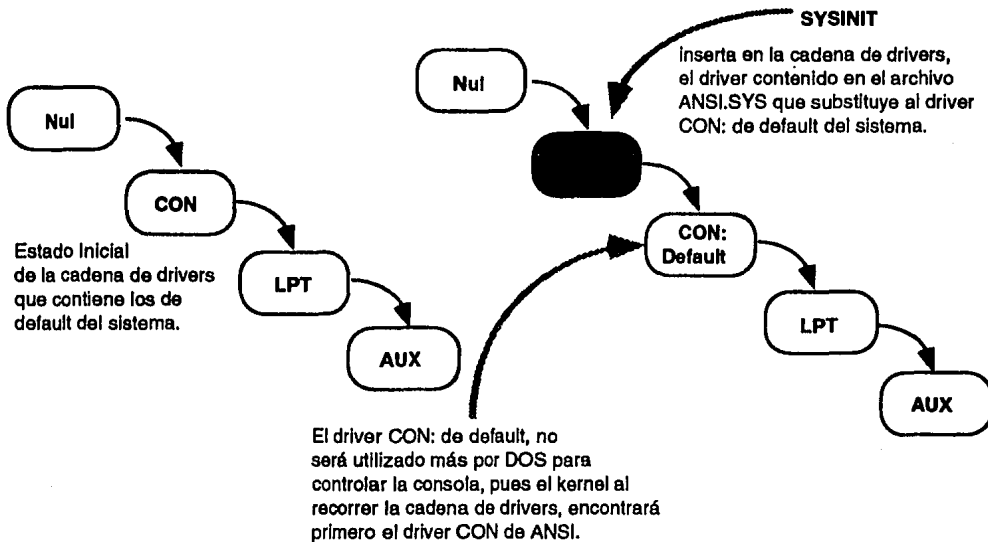 Nul
CON
LPT
AUX
Estado Inicial
de la cadena de drivers
que contiene los de
default del sistema.
SYSINIT
inserta en la cadena de drivers,
el driver contenido en el archivo
ANSI.SYS que substituye al driver
CON: de default del sistema.
Nul
CON:
Default
LPT
AUX
El driver CON: de default, no
será utilizado más por DOS para
controlar la consola, pues el kernel al
recorrer la cadena de drivers, encontrará
primero el driver CON de ANSI.